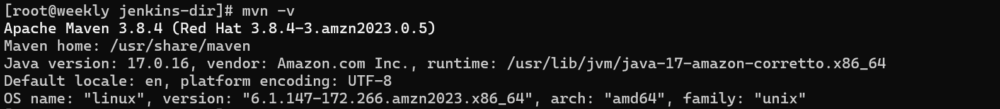 [root@weekly jenkins-dir]# mvn -v
Apache Maven 3.8.4 (Red Hat 3.8.4-3.amzn2023.0.5)
Maven home: /usr/share/maven
Java version: 17.0.16, vendor: Amazon.com Inc., runtime: /usr/lib/jvm/java-17-amazon-corretto.x86_64
Default locale: en, platform encoding: UTF-8
OS name: "linux", version: "6.1.147-172.266.amzn2023.x86_64", arch: "amd64", family: "unix"